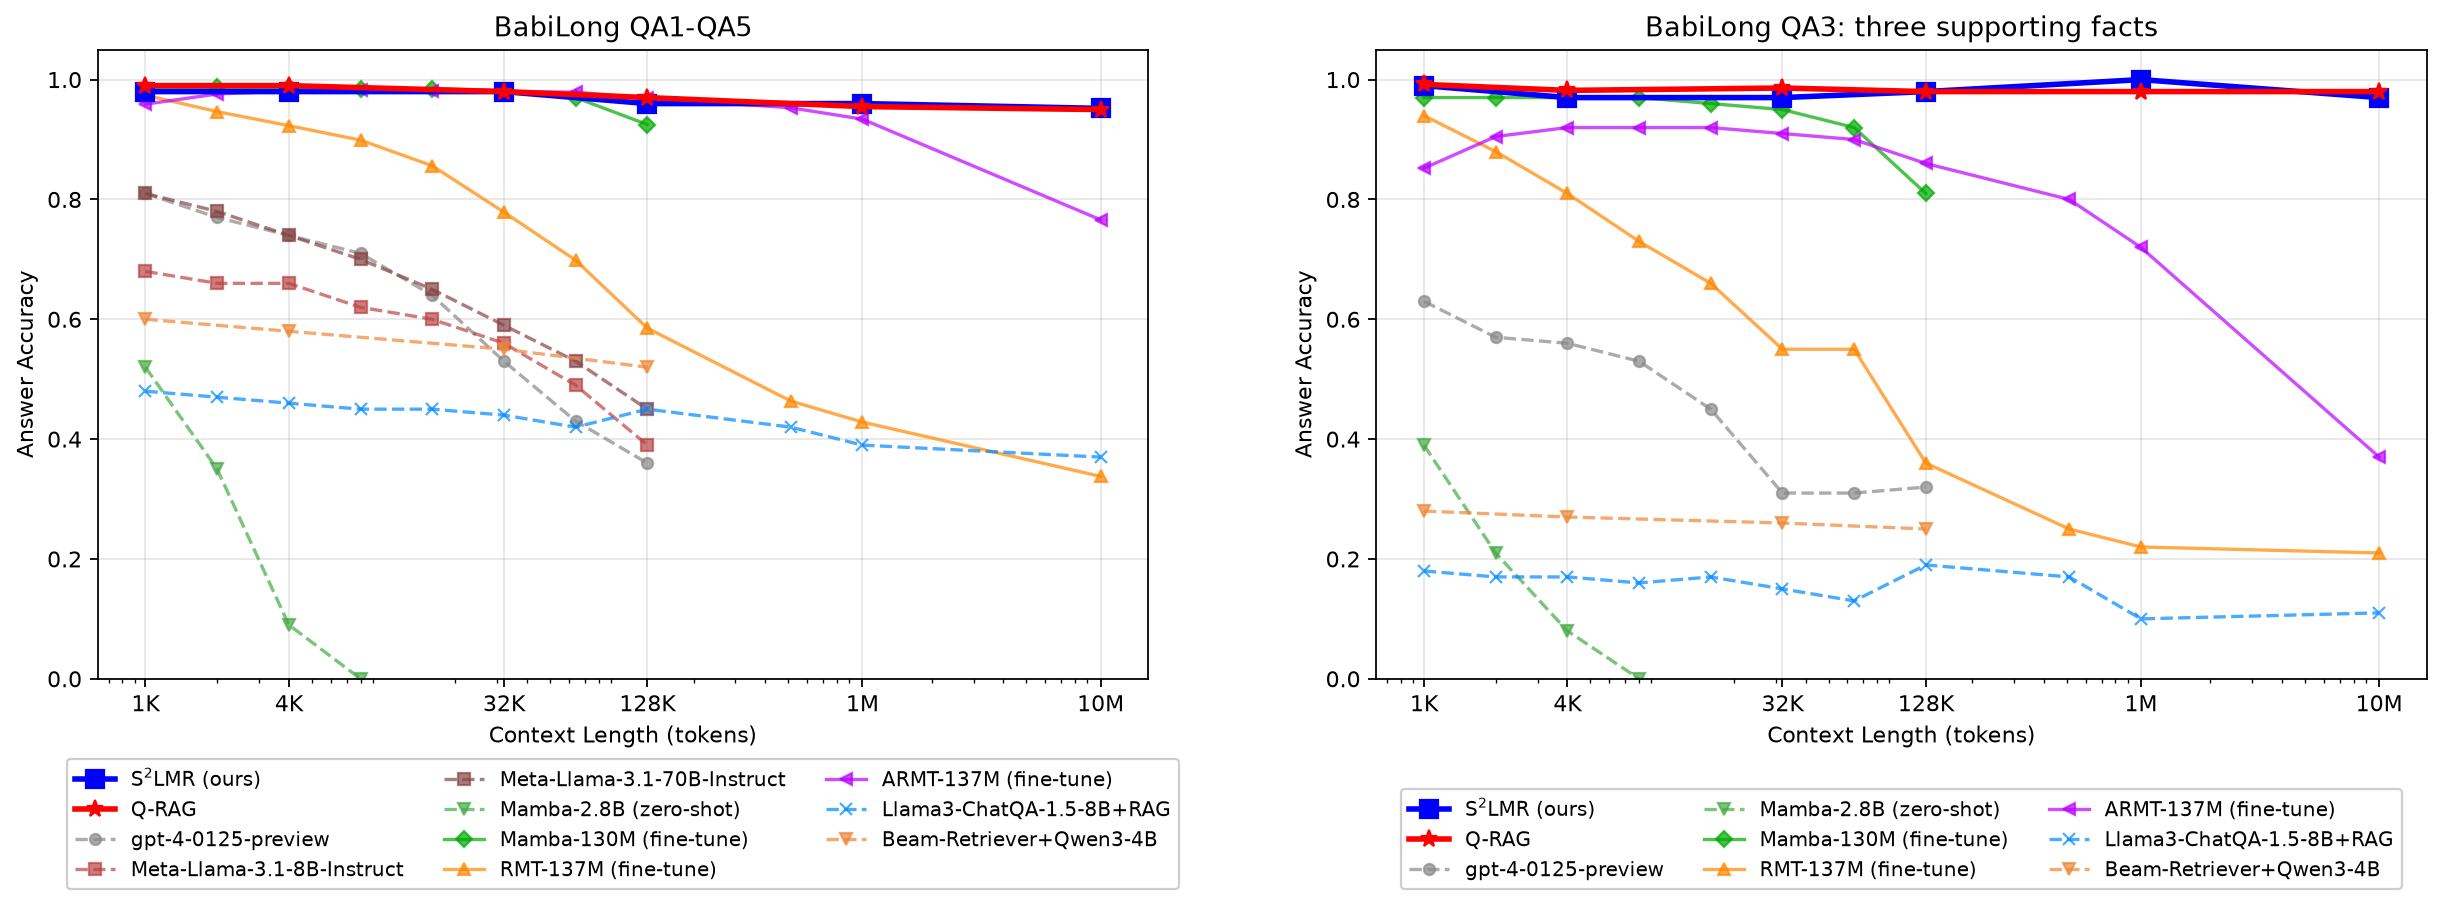 BabiLong QA1-QA5
Answer Accuracy
1.0
0.8
0.6
0.4
0.2
0.0
1K 4K 32K 128K 1M 10M
Context Length (tokens)
S²LMR (ours)
Q-RAG
gpt-4-0125-preview
Meta-Llama-3.1-8B-Instruct
Meta-Llama-3.1-70B-Instruct
Mamba-2.8B (zero-shot)
Mamba-130M (fine-tune)
RMT-137M (fine-tune)
ARMT-137M (fine-tune)
Llama3-ChatQA-1.5-8B+RAG
Beam-Retriever+Qwen3-4B
BabiLong QA3: three supporting facts
Answer Accuracy
1.0
0.8
0.6
0.4
0.2
0.0
1K 4K 32K 128K 1M 10M
Context Length (tokens)
S²LMR (ours)
Q-RAG
gpt-4-0125-preview
Mamba-2.8B (zero-shot)
Mamba-130M (fine-tune)
RMT-137M (fine-tune)
ARMT-137M (fine-tune)
Llama3-ChatQA-1.5-8B+RAG
Beam-Retriever+Qwen3-4B